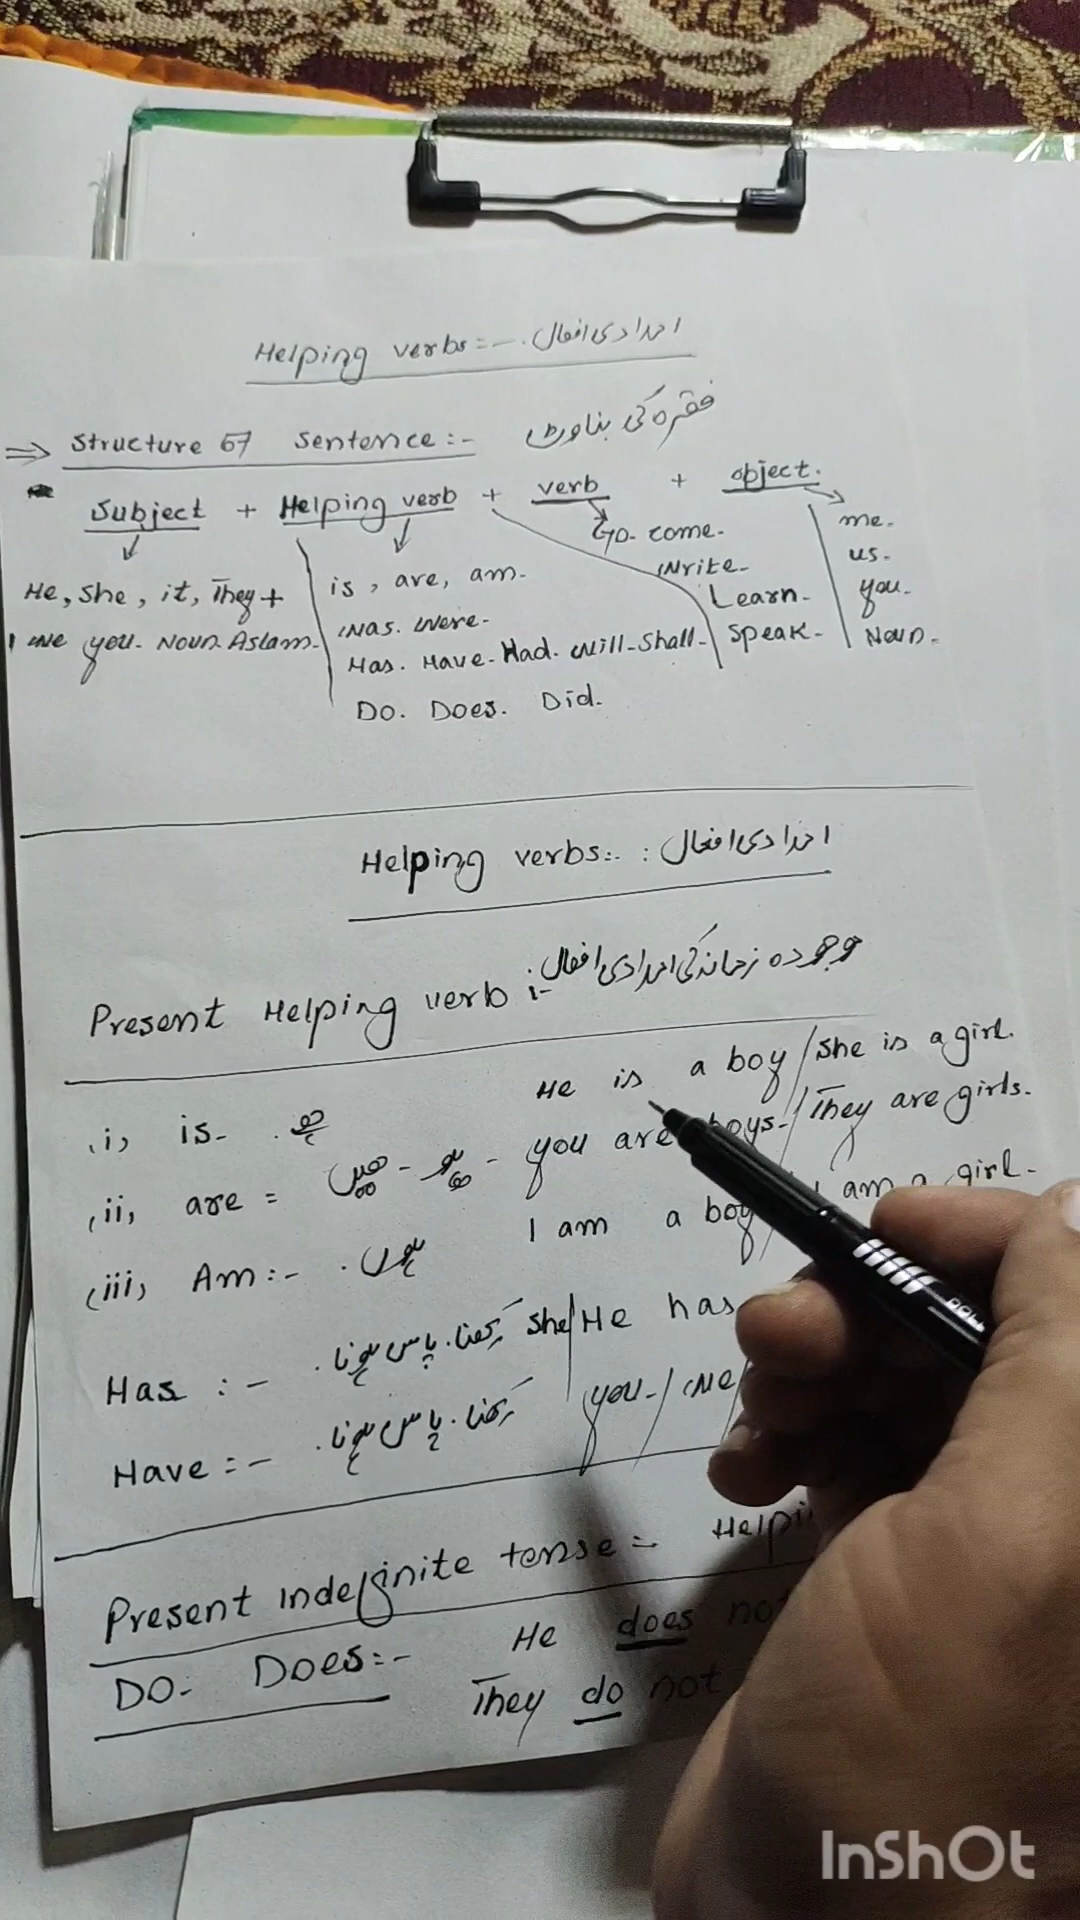 Helping verbs:- امدادی افعال
⇒ Structure of Sentence:- فقرہ کی بناوٹ
Subject + Helping verb + verb + object.
He, She, it, They + is, are, am. Go. come. me.
I We you. Noun. Aslam. Was. Were. Write. us.
Has. Have. Had. Will. Shall. Learn. you.
Do. Does. Did. Speak. Noun.
Helping verbs:. : امدادی افعال
Present Helping verb :- موجودہ زمانہ کی امدادی افعال
(i) is - ہے. He is a boy / She is a girl.
(ii) are = ہیں - ہو - you are boys. / They are girls.
(iii) Am :- ہوں. I am a boy I am a girl.
Has :- رکھنا. پاس ہونا. She / He has
Have :- رکھنا. پاس ہونا. you / We /
Present indefinite tense =
DO. Does:- He does not
They do not
DOLL
InShOt